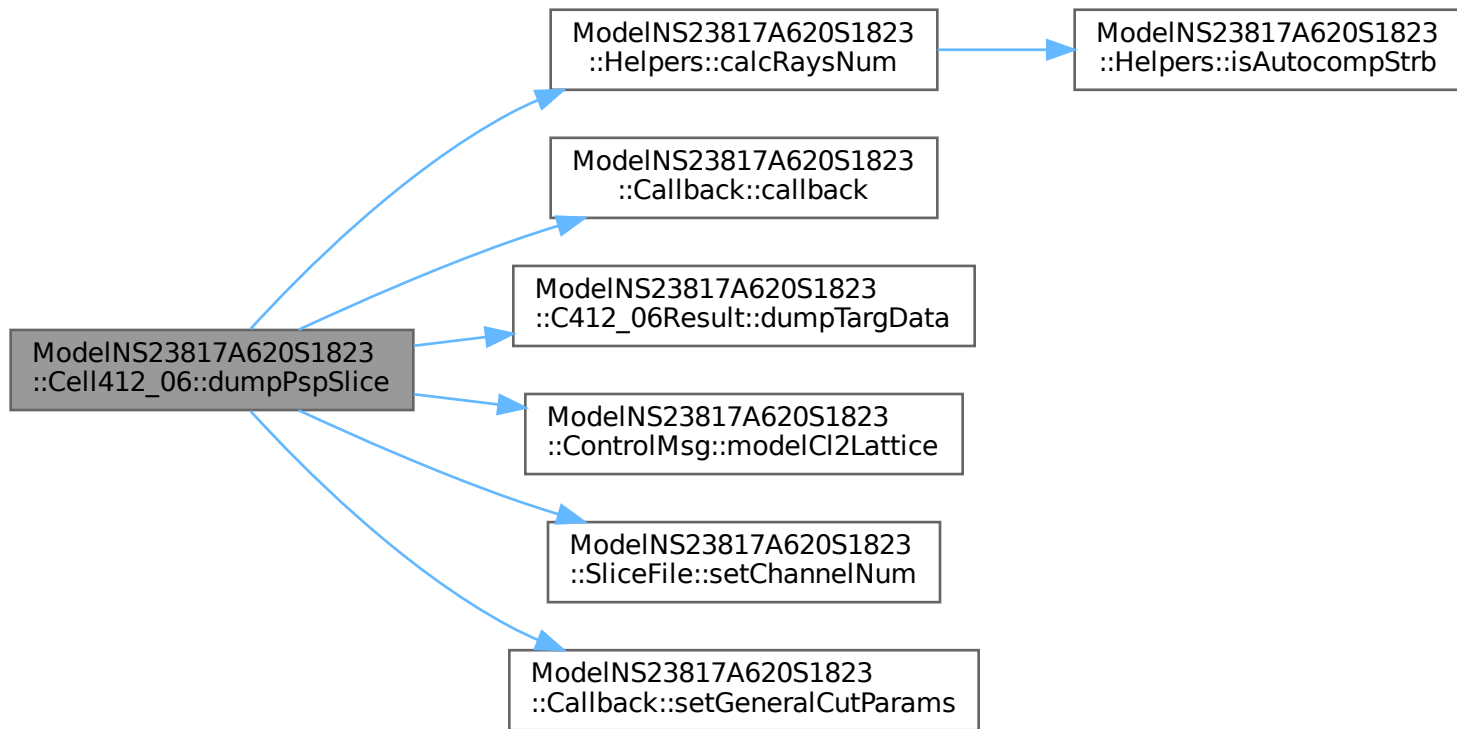 ModelNS23817A620S1823
::Helpers::calcRaysNum
ModelNS23817A620S1823
::Helpers::isAutocompStrb
ModelNS23817A620S1823
::Callback::callback
ModelNS23817A620S1823
::C412_06Result::dumpTargData
ModelNS23817A620S1823
::Cell412_06::dumpPspSlice
ModelNS23817A620S1823
::ControlMsg::modelCl2Lattice
ModelNS23817A620S1823
::SliceFile::setChannelNum
ModelNS23817A620S1823
::Callback::setGeneralCutParams